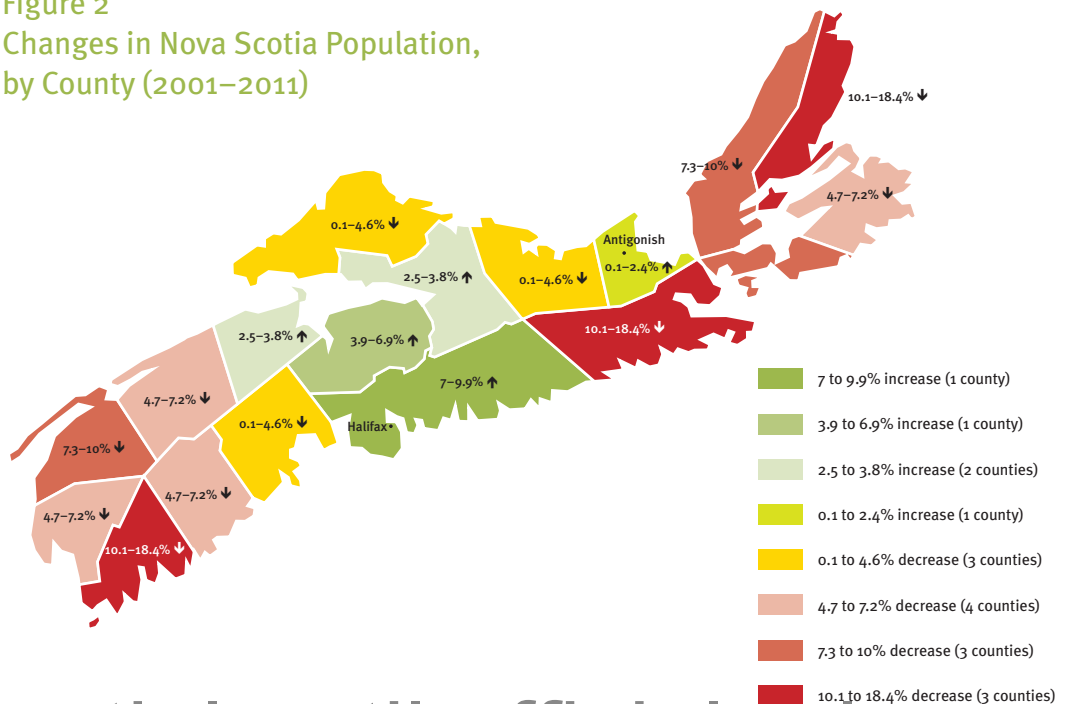 Figure 2
Changes in Nova Scotia Population,
by County (2001–2011)
10.1–18.4%
7.3–10%
4.7–7.2%
0.1–4.6%
Antigonish
0.1–2.4%
2.5–3.8%
0.1–4.6%
10.1–18.4%
2.5–3.8%
3.9–6.9%
7–9.9%
4.7–7.2%
0.1–4.6%
Halifax
7.3–10%
4.7–7.2%
4.7–7.2%
10.1–18.4%
7 to 9.9% increase (1 county)
3.9 to 6.9% increase (1 county)
2.5 to 3.8% increase (2 counties)
0.1 to 2.4% increase (1 county)
0.1 to 4.6% decrease (3 counties)
4.7 to 7.2% decrease (4 counties)
7.3 to 10% decrease (3 counties)
10.1 to 18.4% decrease (3 counties)